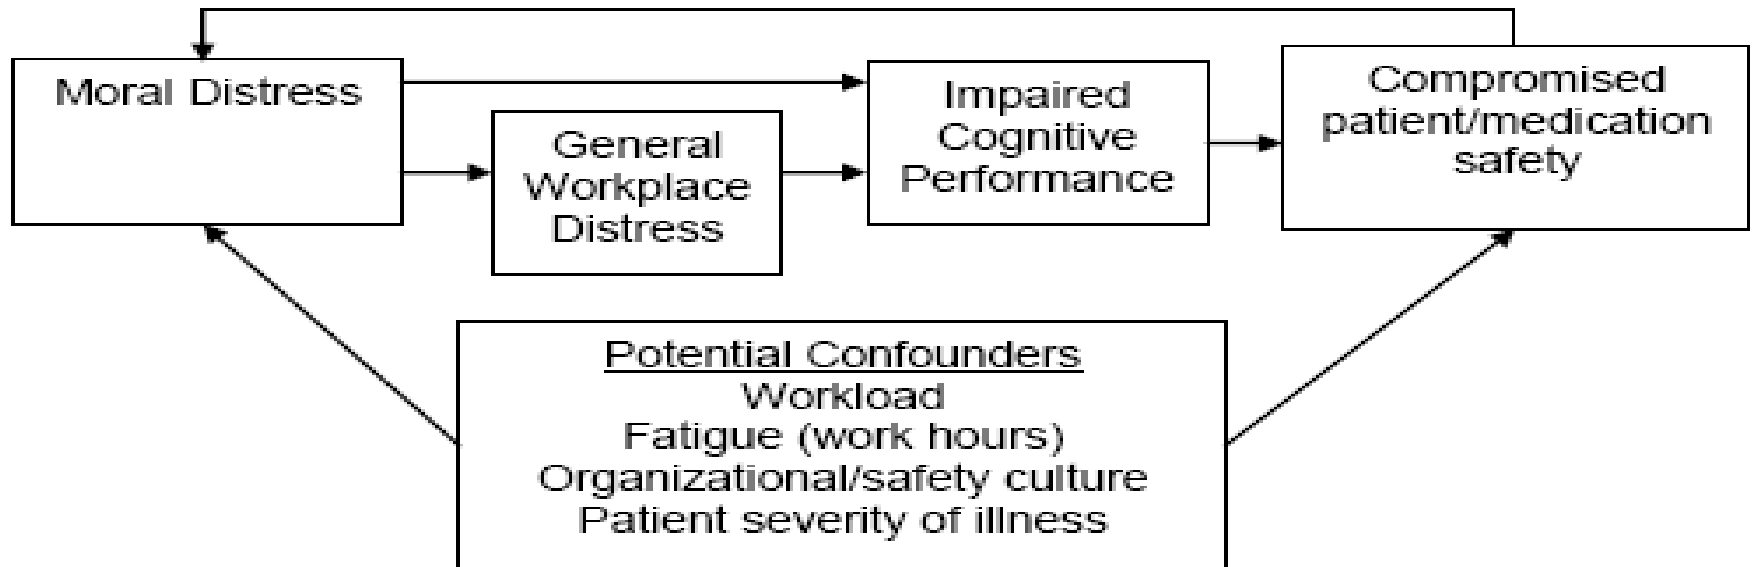 Moral Distress
General
Workplace
Distress
Impaired
Cognitive
Performance
Compromised
patient/medication
safety
Potential Confounders
Workload
Fatigue (work hours)
Organizational/safety culture
Patient severity of illness